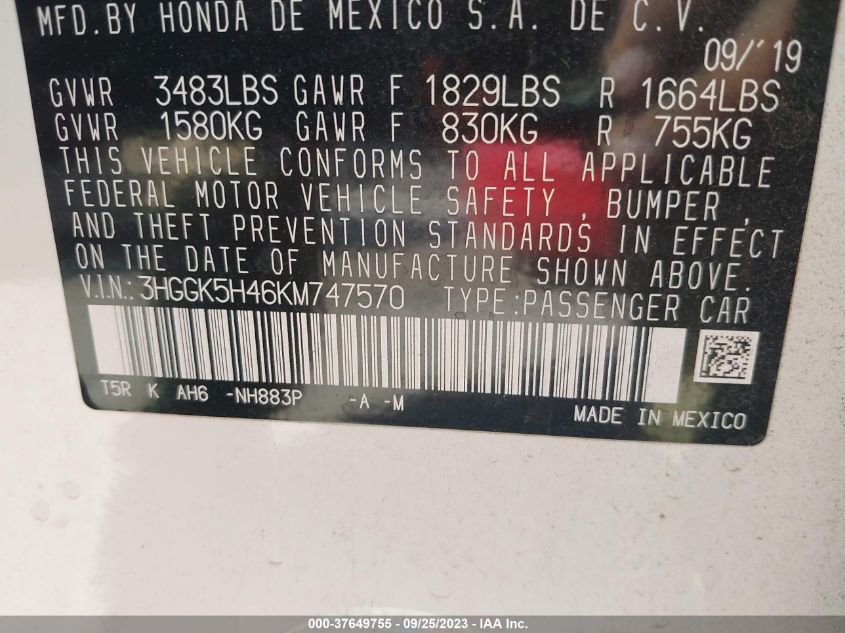 MFD.BY HONDA DE MEXICO S.A. DE C.V.
09/'19
GVWR 3483LBS GAWR F 1829LBS R 1664LBS
GVWR 1580KG GAWR F 830KG R 755KG
THIS VEHICLE CONFORMS TO ALL APPLICABLE
FEDERAL MOTOR VEHICLE SAFETY , BUMPER ,
AND THEFT PREVENTION STANDARDS IN EFFECT
ON THE DATE OF MANUFACTURE SHOWN ABOVE.
V.I.N.: 3HGGK5H46KM747570 TYPE:PASSENGER CAR
T5R K AH6 -NH883P -A -M
MADE IN MEXICO
000-37649755 - 09/25/2023 - IAA Inc.